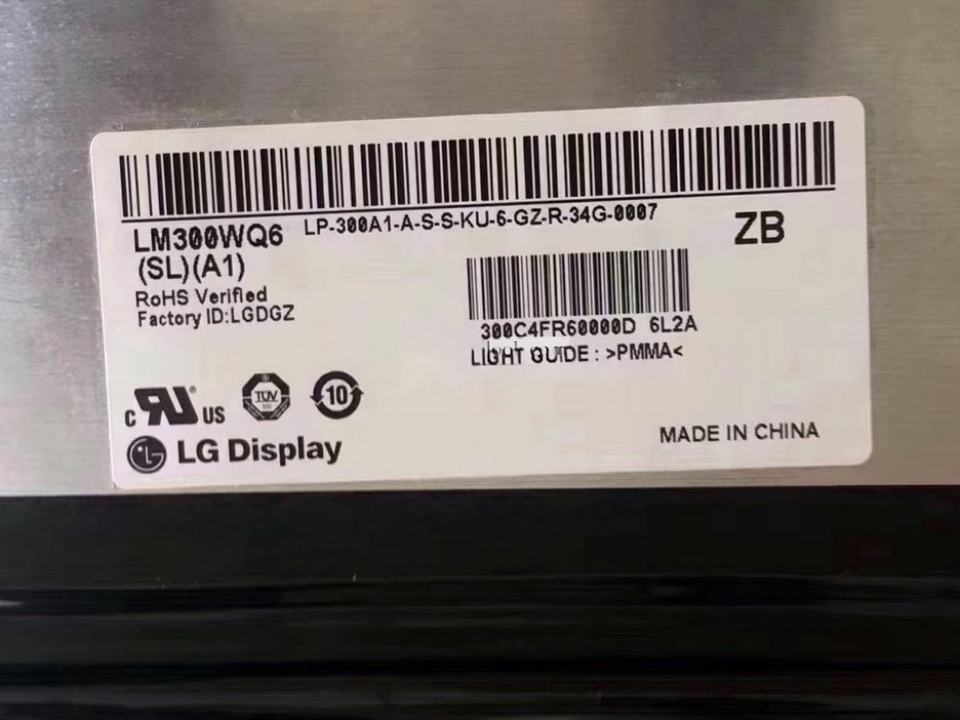 LP-300A1-A-S-S-KU-6-GZ-R-34G-0007
LM300WQ6
(SL)(A1)
ZB
RoHS Verified
Factory ID:LGDGZ
300C4FR60000D 6L2A
LIGHT GUIDE : >PMMA<
c RU US
TÜV
10
LG Display
MADE IN CHINA